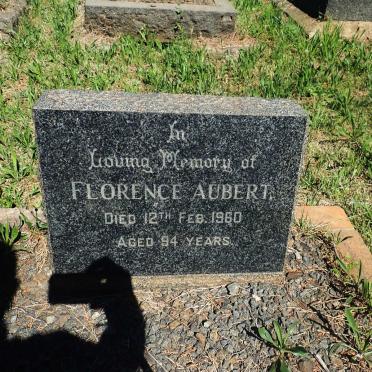 In
Loving Memory of
FLORENCE AUBERT.
DIED 12TH FEB. 1960
AGED 94 YEARS.